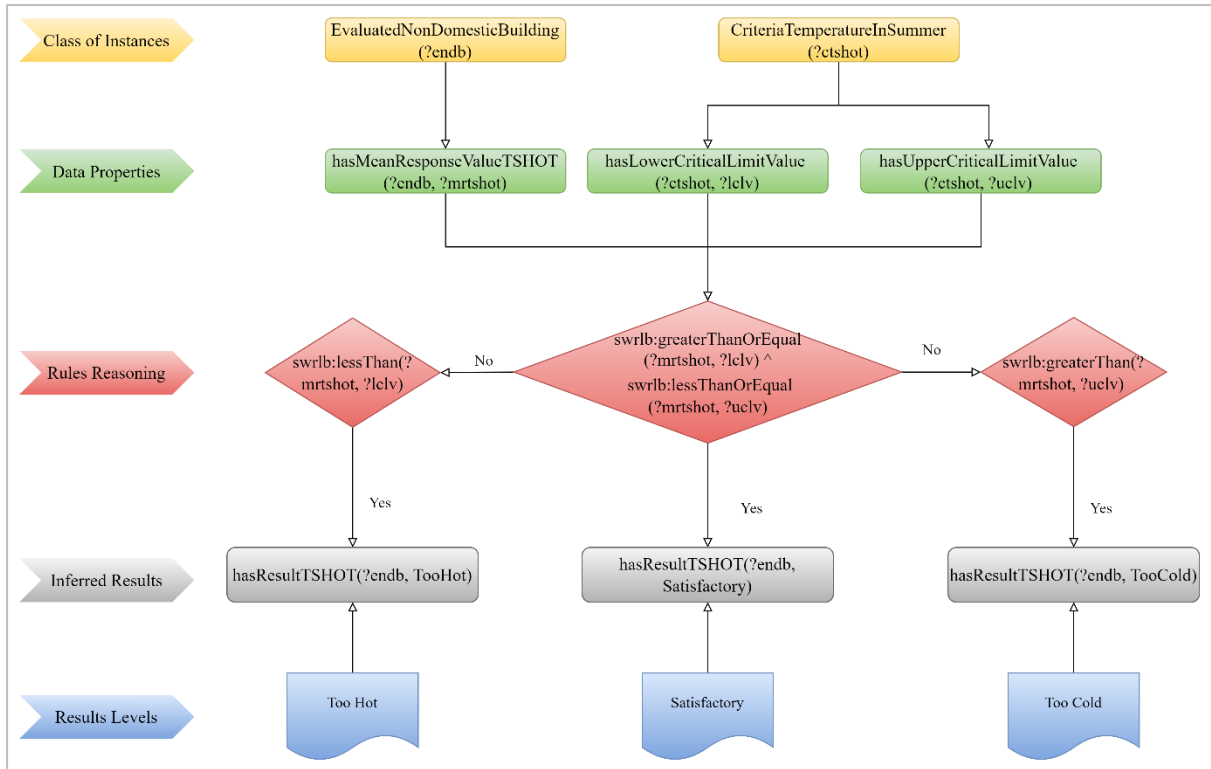 Class of Instances
EvaluatedNonDomesticBuilding
(?endb)
CriteriaTemperatureInSummer
(?ctshot)
Data Properties
hasMeanResponseValueTSHOT
(?endb, ?mrtshot)
hasLowerCriticalLimitValue
(?ctshot, ?lclv)
hasUpperCriticalLimitValue
(?ctshot, ?uclv)
Rules Reasoning
swrlb:lessThan(?
mrtshot, ?lclv)
No
swrlb:greaterThanOrEqual
(?mrtshot, ?lclv) ^
swrlb:lessThanOrEqual
(?mrtshot, ?uclv)
No
swrlb:greaterThan(?
mrtshot, ?uclv)
Yes
Yes
Yes
Inferred Results
hasResultTSHOT(?endb, TooHot)
hasResultTSHOT(?endb,
Satisfactory)
hasResultTSHOT(?endb, TooCold)
Results Levels
Too Hot
Satisfactory
Too Cold